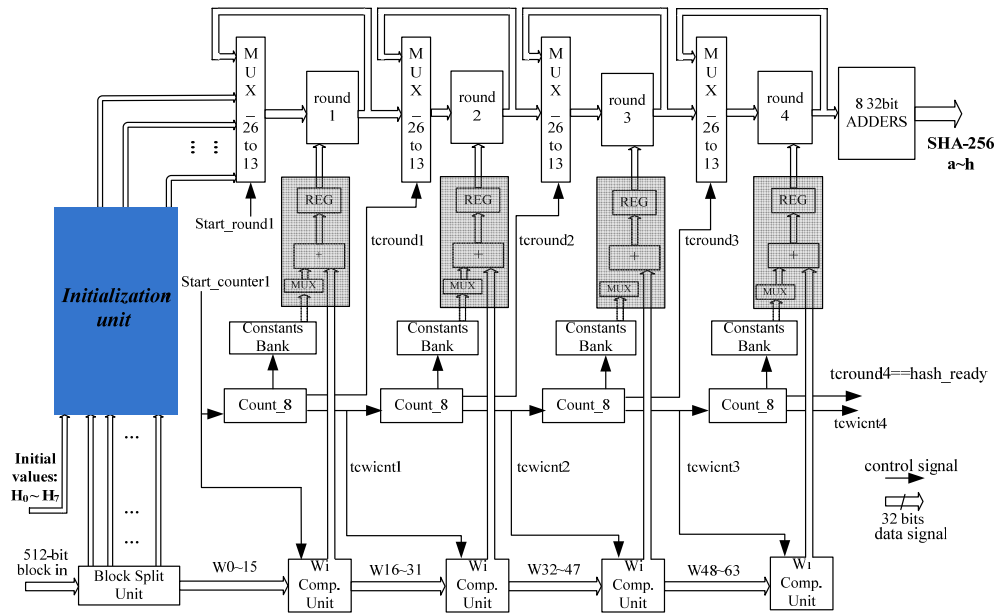 M
U
X
_26
to
13
round
1
M
U
X
_26
to
13
round
2
M
U
X
_26
to
13
round
3
M
U
X
_26
to
13
round
4
8 32bit
ADDERS
SHA-256
a~h
...
...
REG
+
MUX
REG
+
MUX
REG
+
MUX
REG
+
MUX
Start_round1
tcround1
tcround2
tcround3
Start_counter1
Initialization
unit
Constants
Bank
Constants
Bank
Constants
Bank
Constants
Bank
Count_8
Count_8
Count_8
Count_8
tcround4==hash_ready
tcwicnt4
...
...
...
Initial
values:
H0~ H7
tcwicnt1
tcwicnt2
tcwicnt3
control signal
32 bits
data signal
512-bit
block in
Block Split
Unit
W0~15
Wi
Comp.
Unit
W16~31
Wi
Comp.
Unit
W32~47
Wi
Comp.
Unit
W48~63
Wi
Comp.
Unit